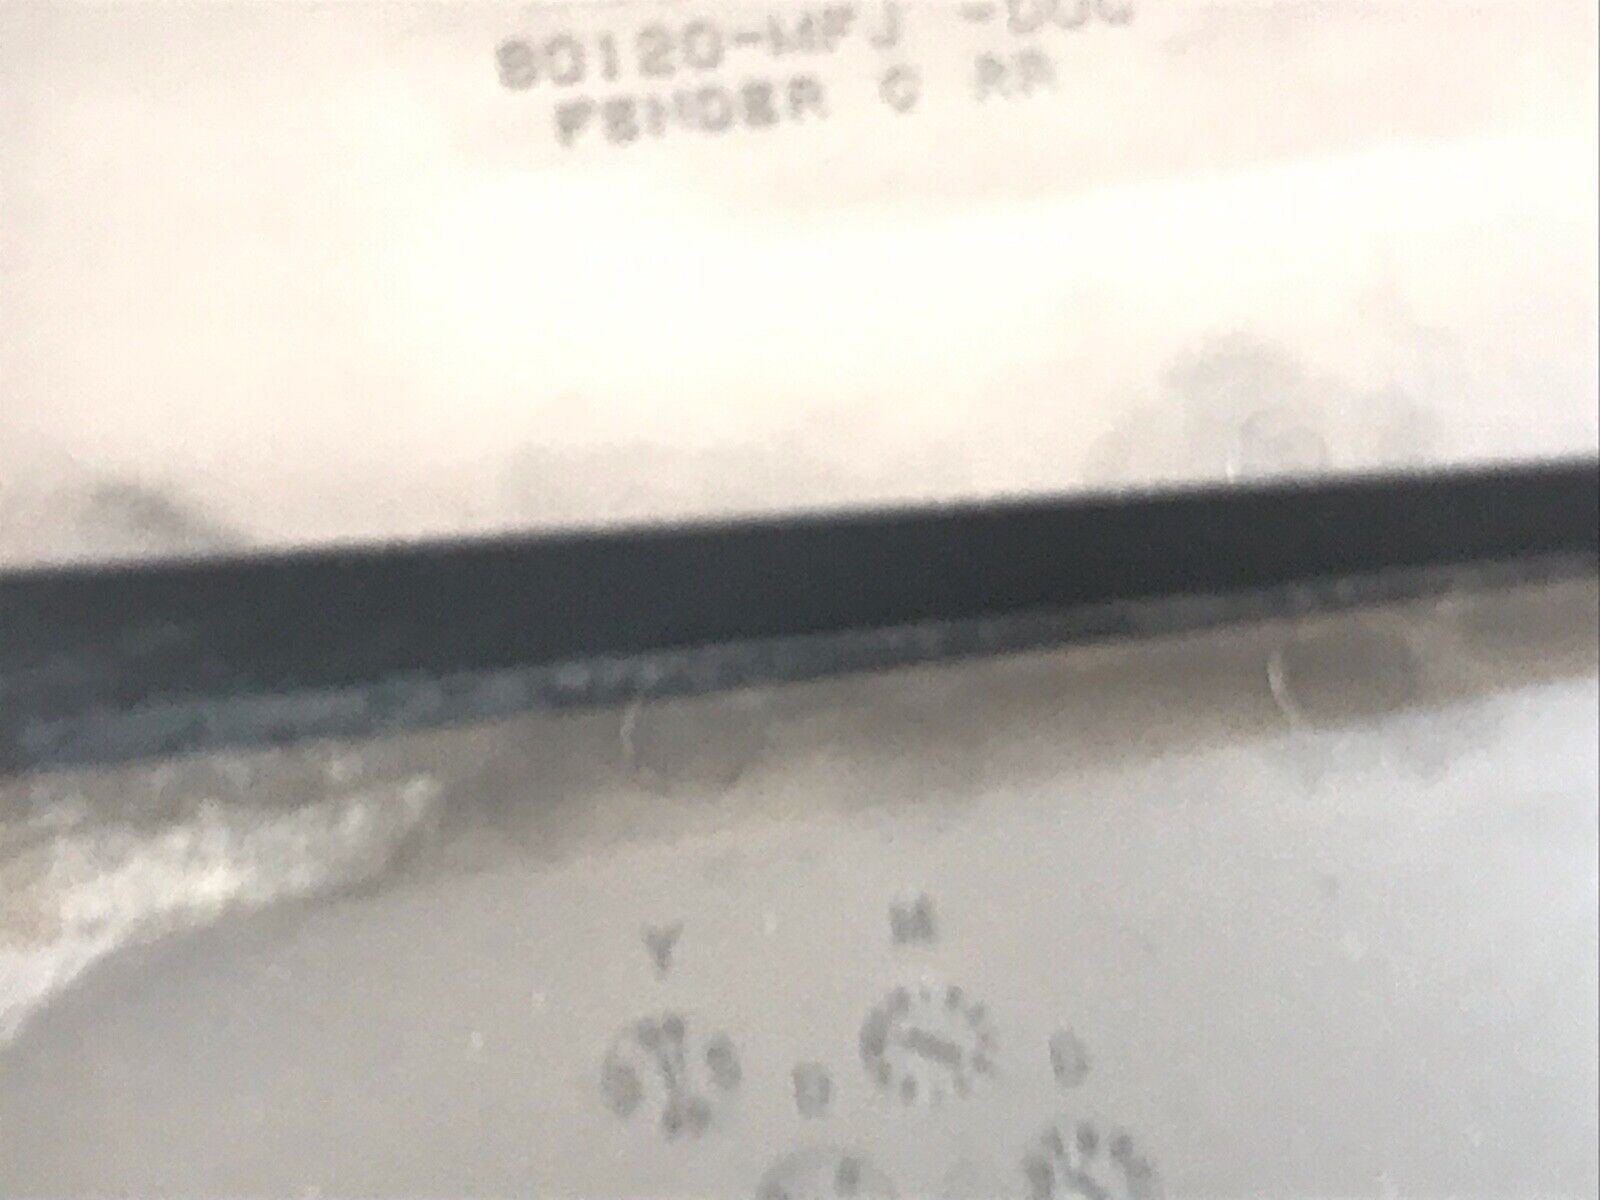 80120-MFJ -D00
FENDER C RR
Y M
D D